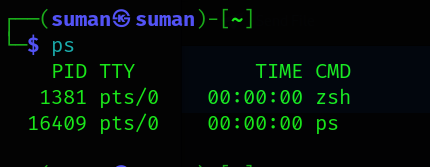 ┌──(suman㉿suman)-[~]
└─$ ps
    PID TTY          TIME CMD
   1381 pts/0    00:00:00 zsh
  16409 pts/0    00:00:00 ps